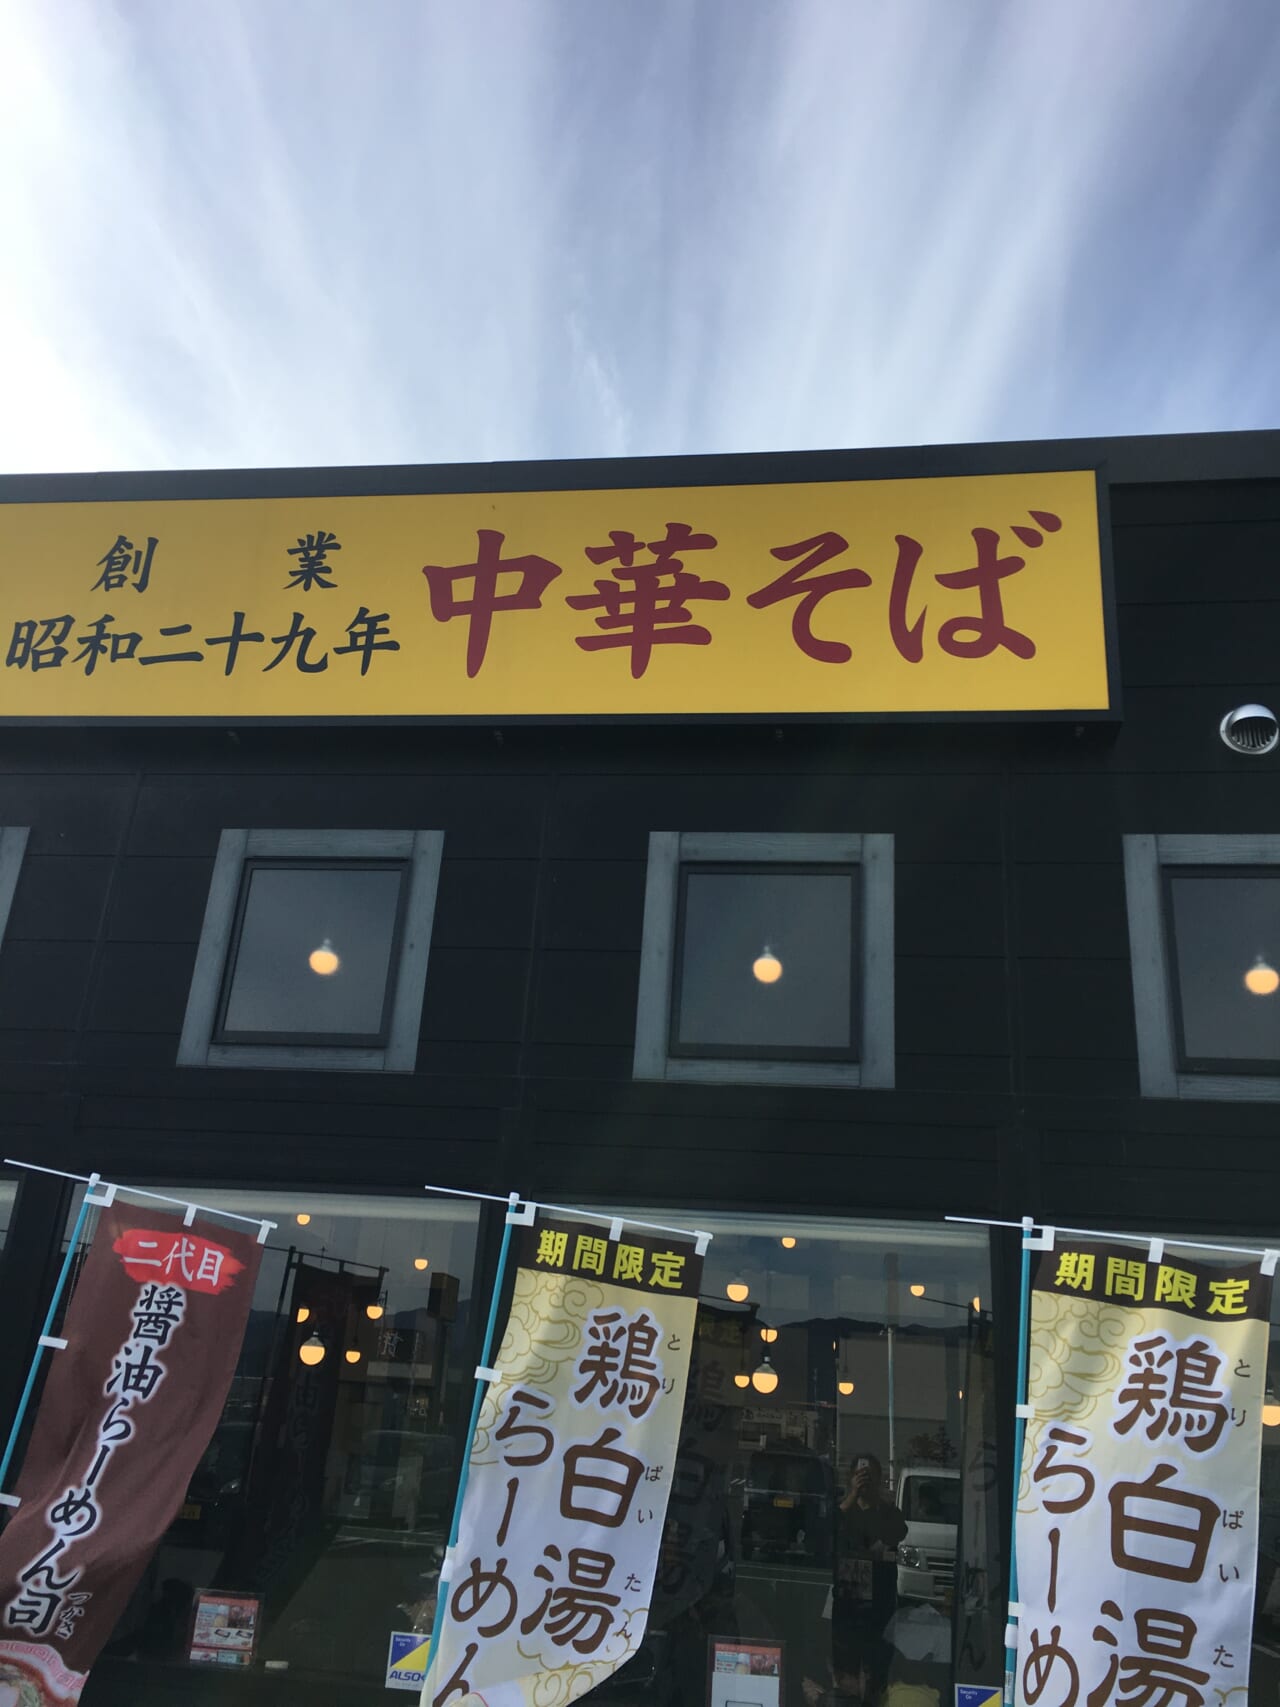 創業
昭和二十九年
中華そば
二代目
醤油らーめん司
つかさ
期間限定
鶏白湯
とりぱいたん
らーめん
期間限定
鶏白湯
とりぱいた
らーめ
ALSO